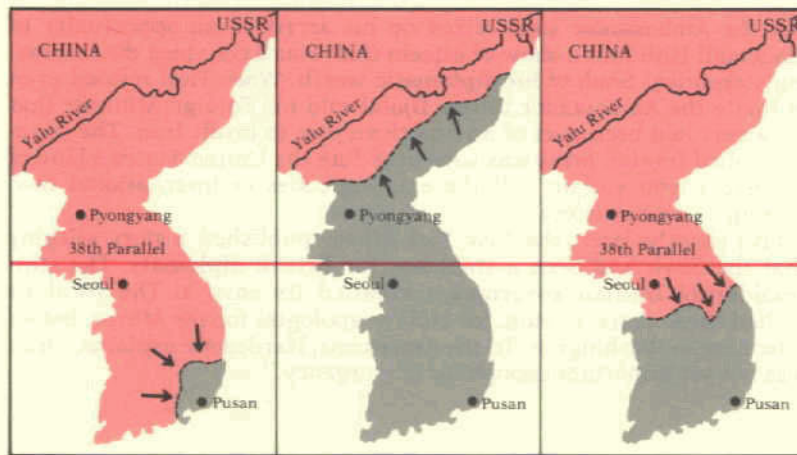 USSR
CHINA
Yalu River
Pyongyang
38th Parallel
Seoul
Pusan
USSR
CHINA
Yalu River
Pyongyang
Seoul
Pusan
USSR
CHINA
Yalu River
Pyongyang
38th Parallel
Seoul
Pusan